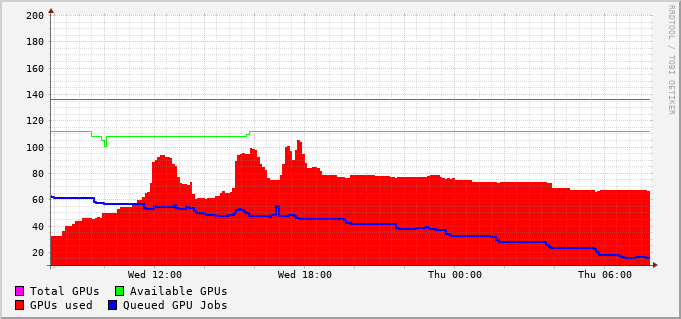 200
180
160
140
120
100
80
60
40
20
Wed 12:00 Wed 18:00 Thu 00:00 Thu 06:00
Total GPUs Available GPUs
GPUs used Queued GPU Jobs
RRDTOOL / TOBI OETIKER